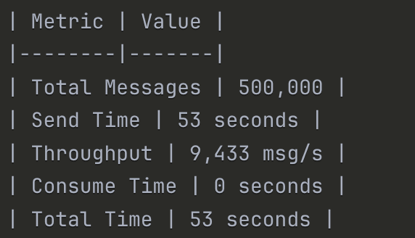 | Metric | Value |
|--------|-------|
| Total Messages | 500,000 |
| Send Time | 53 seconds |
| Throughput | 9,433 msg/s |
| Consume Time | 0 seconds |
| Total Time | 53 seconds |